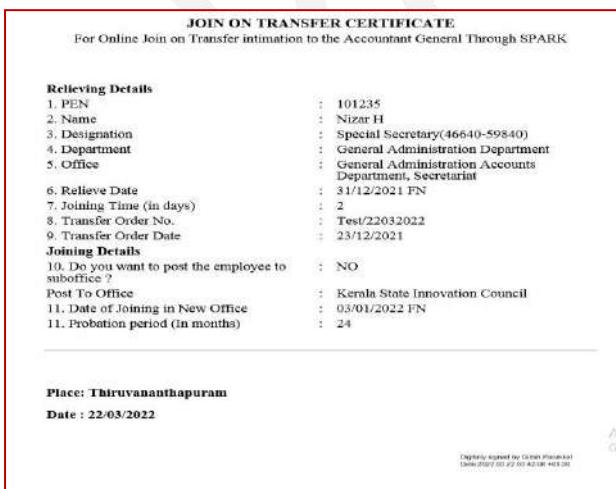 JOIN ON TRANSFER CERTIFICATE
For Online Join on Transfer intimation to the Accountant General Through SPARK
Relieving Details
1. PEN : 101235
2. Name : Nizar H
3. Designation : Special Secretary(46640-59840)
4. Department : General Administration Department
5. Office : General Administration Accounts
Department, Secretariat
6. Relieve Date : 31/12/2021 FN
7. Joining Time (in days) : 2
8. Transfer Order No. : Test/22032022
9. Transfer Order Date : 23/12/2021
Joining Details
10. Do you want to post the employee to : NO
suboffice ?
Post To Office : Kerala State Innovation Council
11. Date of Joining in New Office : 03/01/2022 FN
11. Probation period (In months) : 24
Place: Thiruvananthapuram
Date : 22/03/2022
Digitally signed by